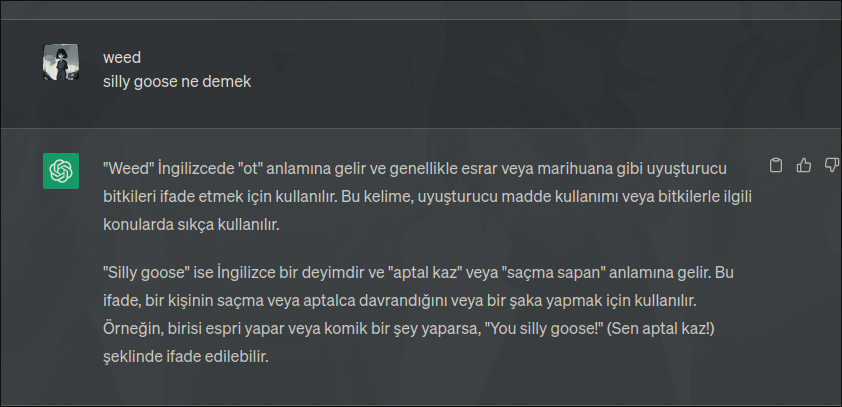 weed
silly goose ne demek
"Weed" İngilizcede "ot" anlamına gelir ve genellikle esrar veya marihuana gibi uyuşturucu
bitkileri ifade etmek için kullanılır. Bu kelime, uyuşturucu madde kullanımı veya bitkilerle ilgili
konularda sıkça kullanılır.
"Silly goose" ise İngilizce bir deyimdir ve "aptal kaz" veya "saçma sapan" anlamına gelir. Bu
ifade, bir kişinin saçma veya aptalca davrandığını veya bir şaka yapmak için kullanılır.
Örneğin, birisi espri yapar veya komik bir şey yaparsa, "You silly goose!" (Sen aptal kaz!)
şeklinde ifade edilebilir.